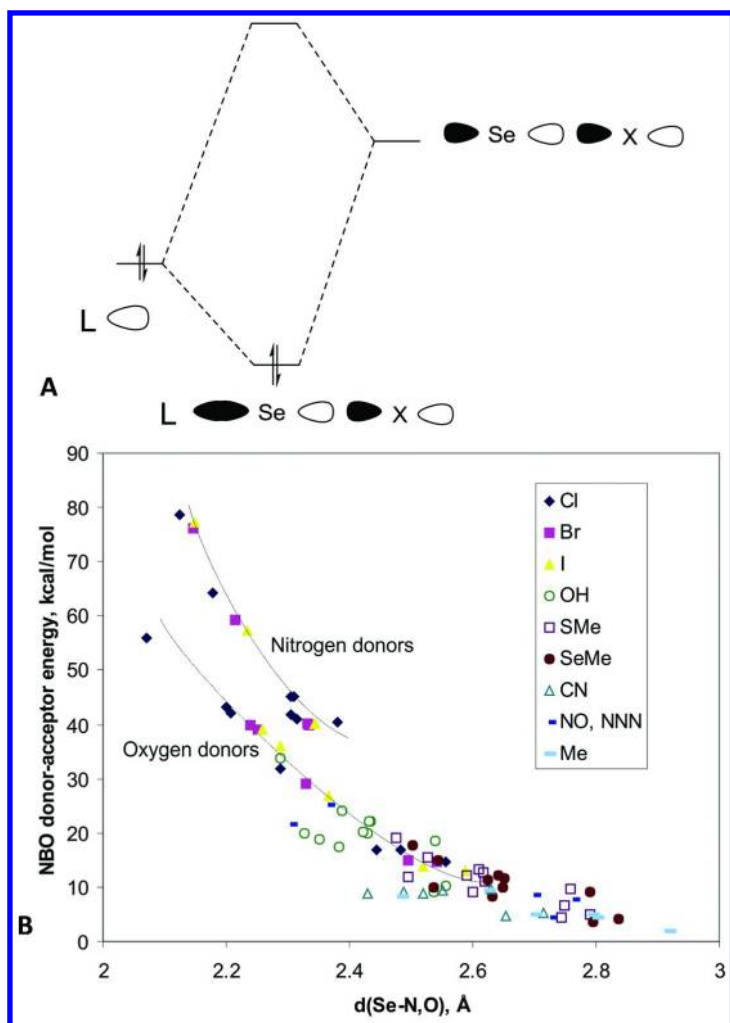 Se X
L
L Se X
A
90
80
70
60
50
40
30
20
10
0
NBO donor-acceptor energy, kcal/mol
Nitrogen donors
Oxygen donors
Cl
Br
I
OH
SMe
SeMe
CN
NO, NNN
Me
B
2 2.2 2.4 2.6 2.8 3
d(Se-N,O), Å